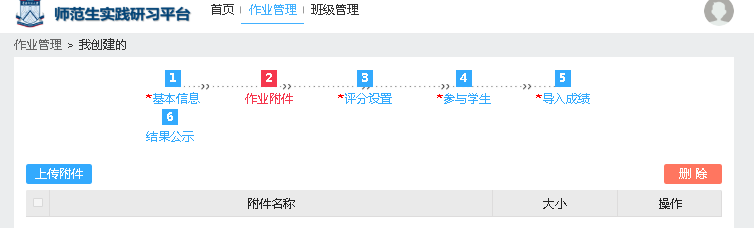 师范生实践研习平台 首页 作业管理 班级管理
作业管理 » 我创建的
1 2 3 4 5
*基本信息 作业附件 *评分设置 *参与学生 *导入成绩
6
结果公示
上传附件 删 除
附件名称 大小 操作